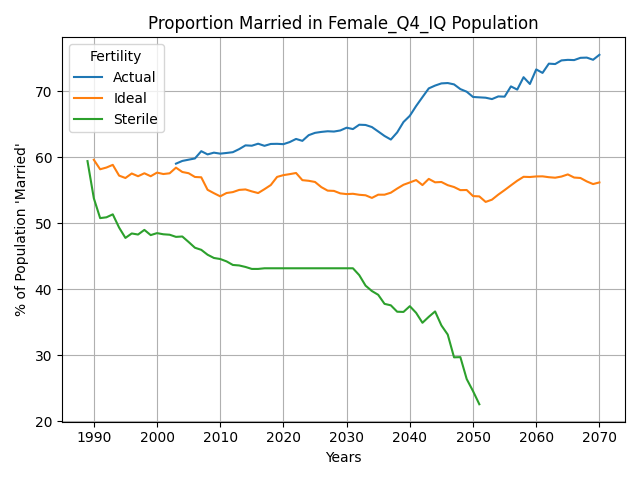 Proportion Married in Female_Q4_IQ Population
Fertility
Actual
Ideal
Sterile
% of Population 'Married'
70
60
50
40
30
20
1990 2000 2010 2020 2030 2040 2050 2060 2070
Years